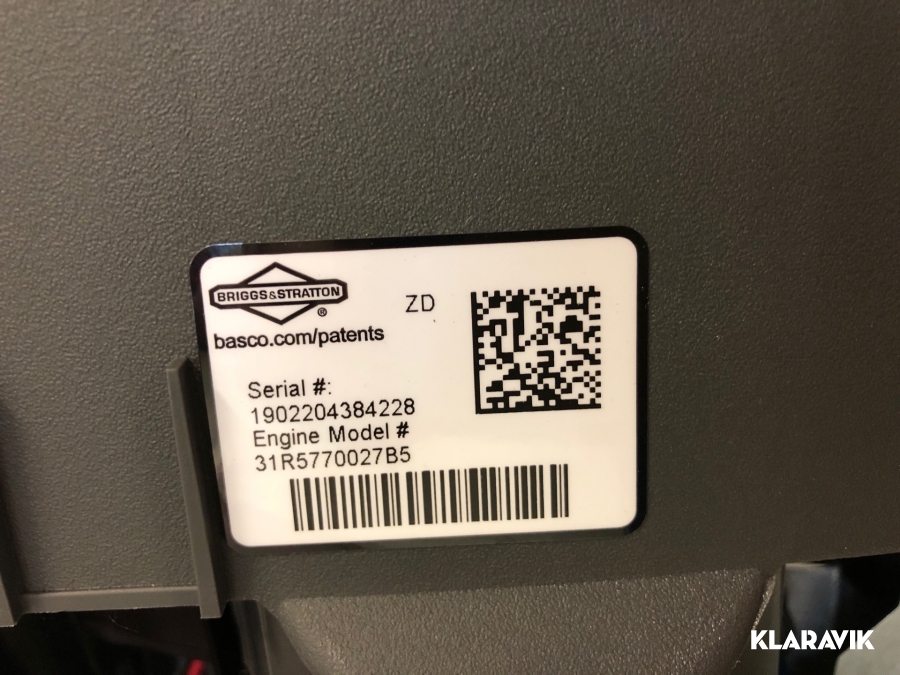 BRIGGS&STRATTON
®
ZD
basco.com/patents
Serial #:
1902204384228
Engine Model #
31R5770027B5
KLARAVIK